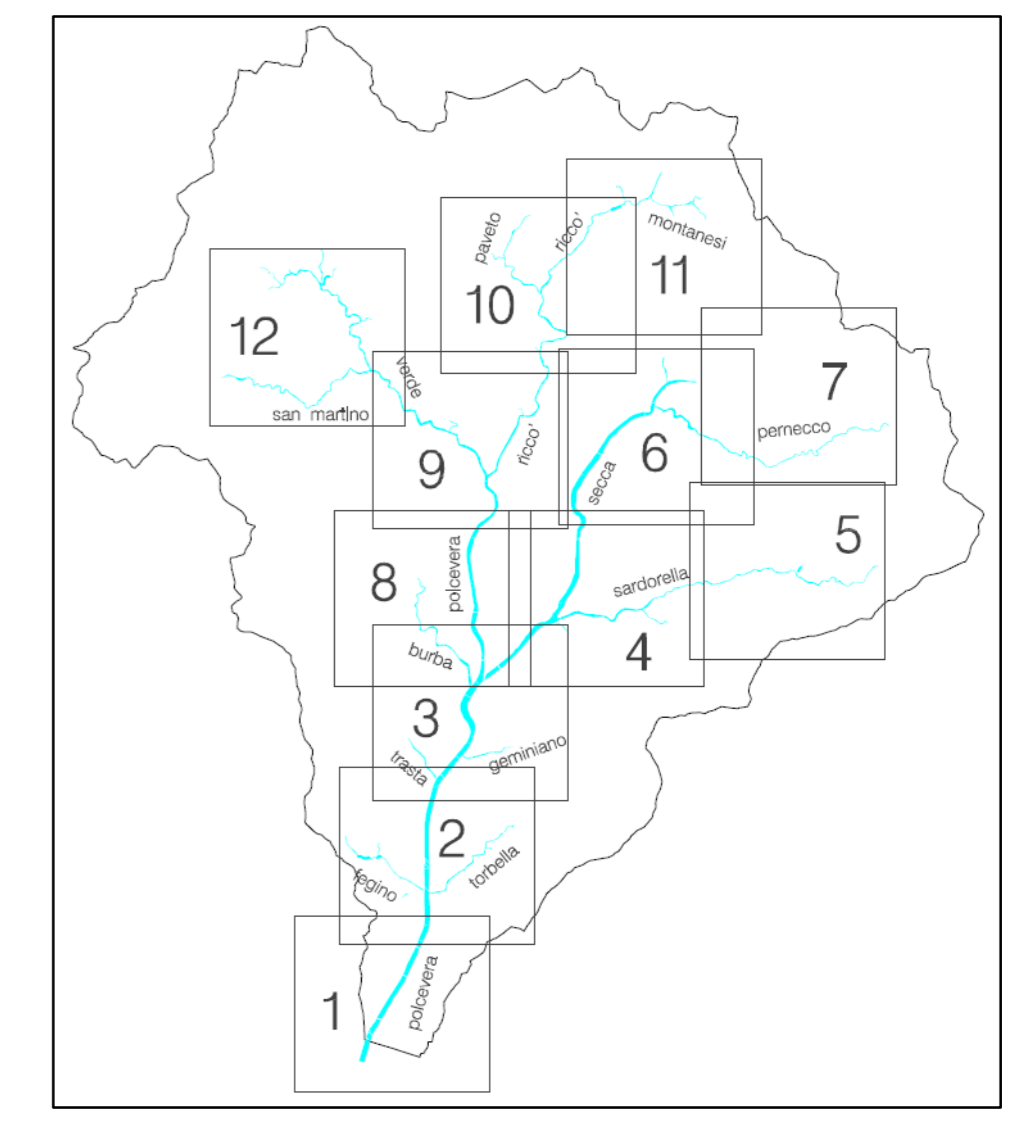 paveto
ricco'
montanesi
11
10
12
verde
7
san martino
pernecco
ricco'
6
9
secca
5
polcevera
8
sardorella
burba
4
3
geminiano
trasta
2
torbella
fegino
polcevera
1